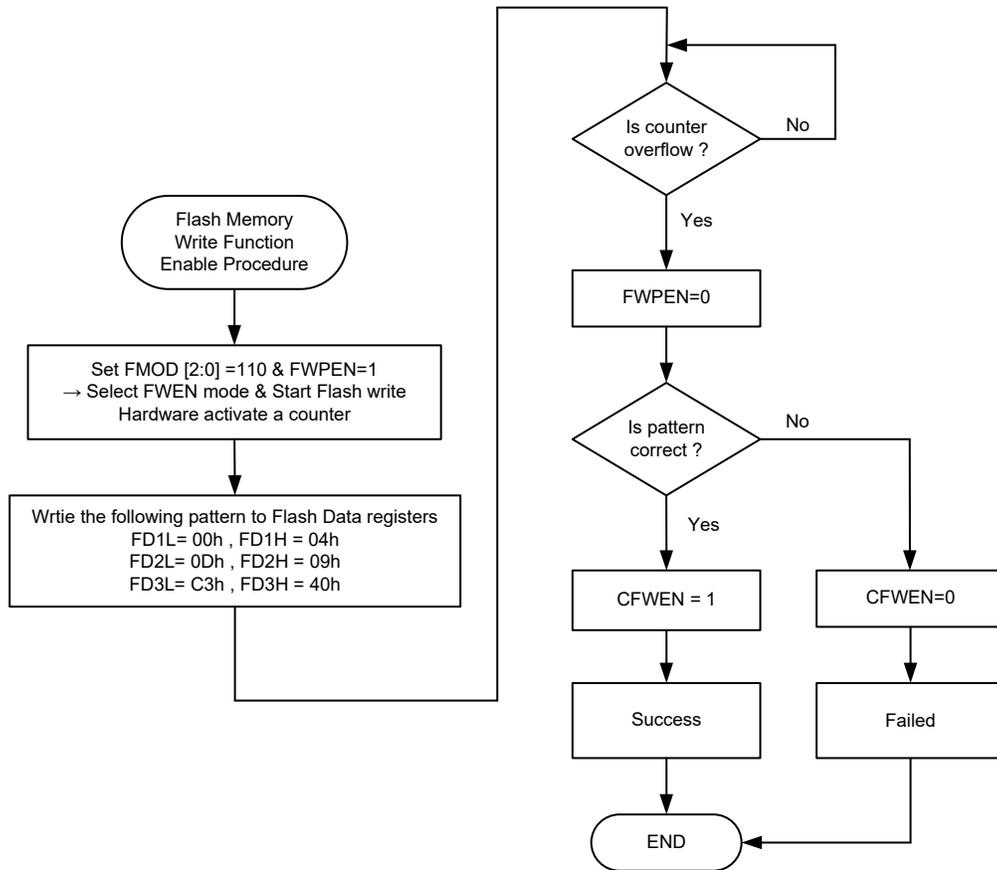 Flash Memory
Write Function
Enable Procedure
Set FMOD [2:0] =110 & FWPEN=1
→ Select FWEN mode & Start Flash write
Hardware activate a counter
Wrtie the following pattern to Flash Data registers
FD1L= 00h , FD1H = 04h
FD2L= 0Dh , FD2H = 09h
FD3L= C3h , FD3H = 40h
Is counter
overflow ?
No
Yes
FWPEN=0
Is pattern
correct ?
No
Yes
CFWEN = 1
CFWEN=0
Success
Failed
END